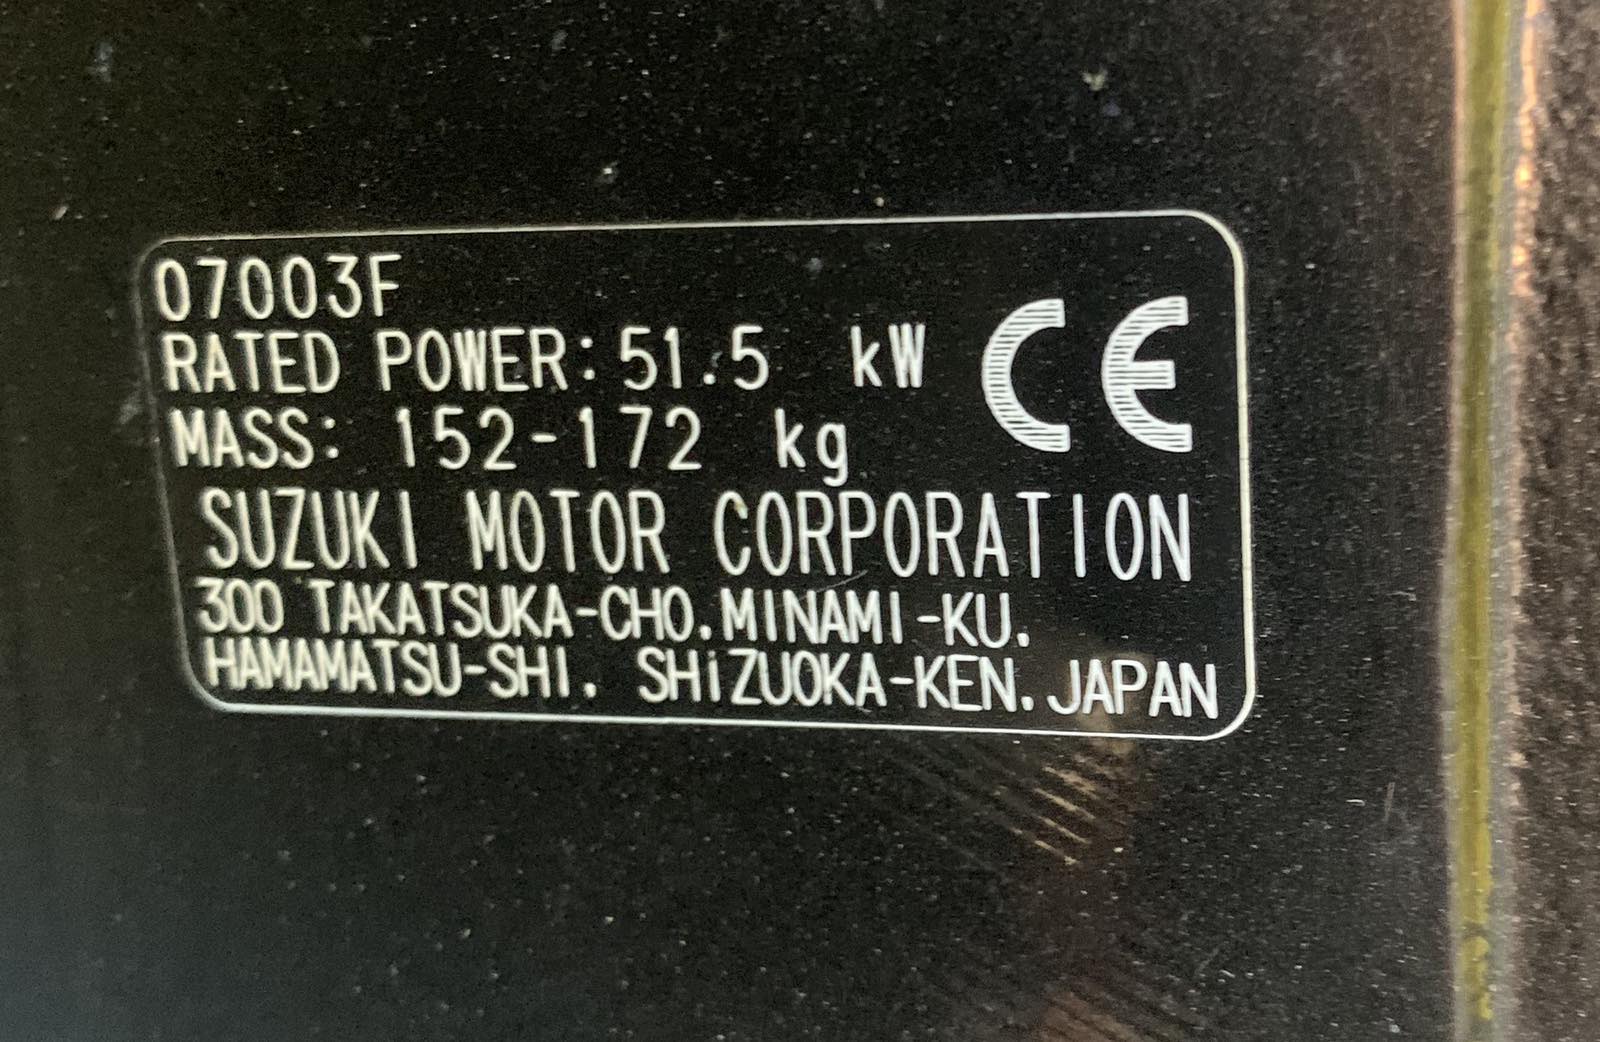 07003F
RATED POWER:51.5 kW CE
MASS: 152-172 kg
SUZUKI MOTOR CORPORATION
300 TAKATSUKA-CHO.MINAMI-KU.
HAMAMATSU-SHI. SHiZUOKA-KEN.JAPAN